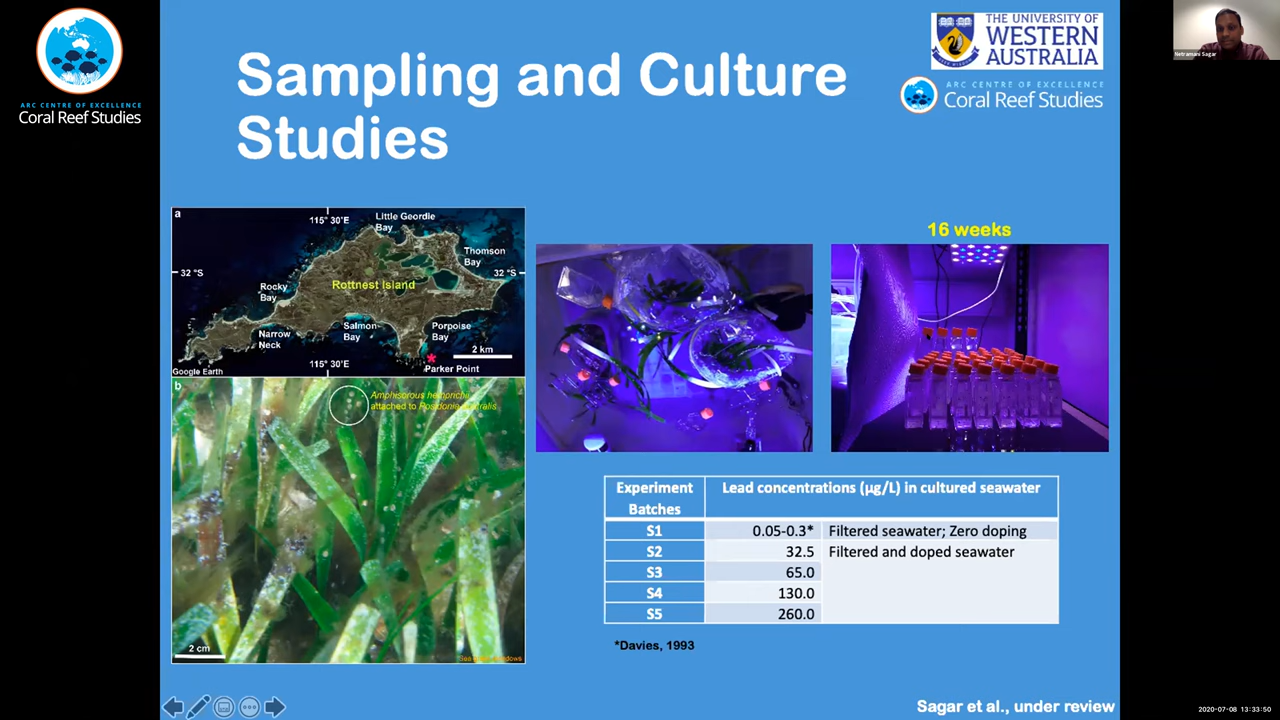 ARC CENTRE OF EXCELLENCE
Coral Reef Studies
Sampling and Culture
Studies
THE UNIVERSITY OF
WESTERN
AUSTRALIA
ARC CENTRE OF EXCELLENCE
Coral Reef Studies
Netramani Sagar
a
115° 30'E
Little Geordie
Bay
Thomson
Bay
32 °S
32 °S
Rottnest Island
Rocky
Bay
Narrow
Neck
Salmon
Bay
Porpoise
Bay
2 km
115° 30'E
* Parker Point
Google Earth
b
Amphisorous hemprichii
attached to Posidonia australis
2 cm
16 weeks
Experiment
Batches
Lead concentrations (µg/L) in cultured seawater
S1 0.05-0.3* Filtered seawater; Zero doping
S2 32.5 Filtered and doped seawater
S3 65.0
S4 130.0
S5 260.0
*Davies, 1993
Sagar et al., under review
2020-07-08 13:33:50